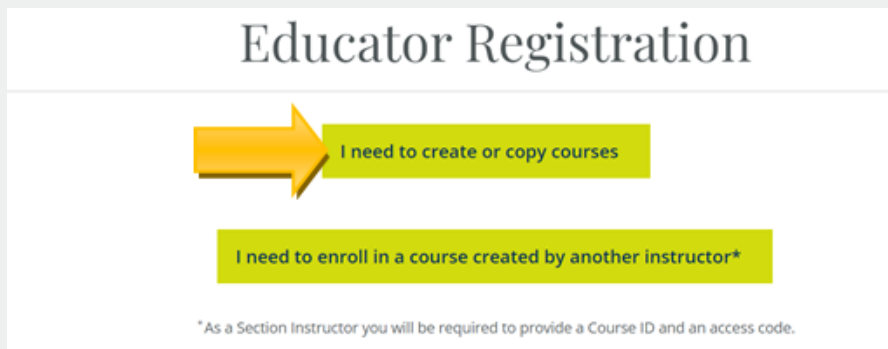 Educator Registration
I need to create or copy courses
I need to enroll in a course created by another instructor*
*As a Section Instructor you will be required to provide a Course ID and an access code.